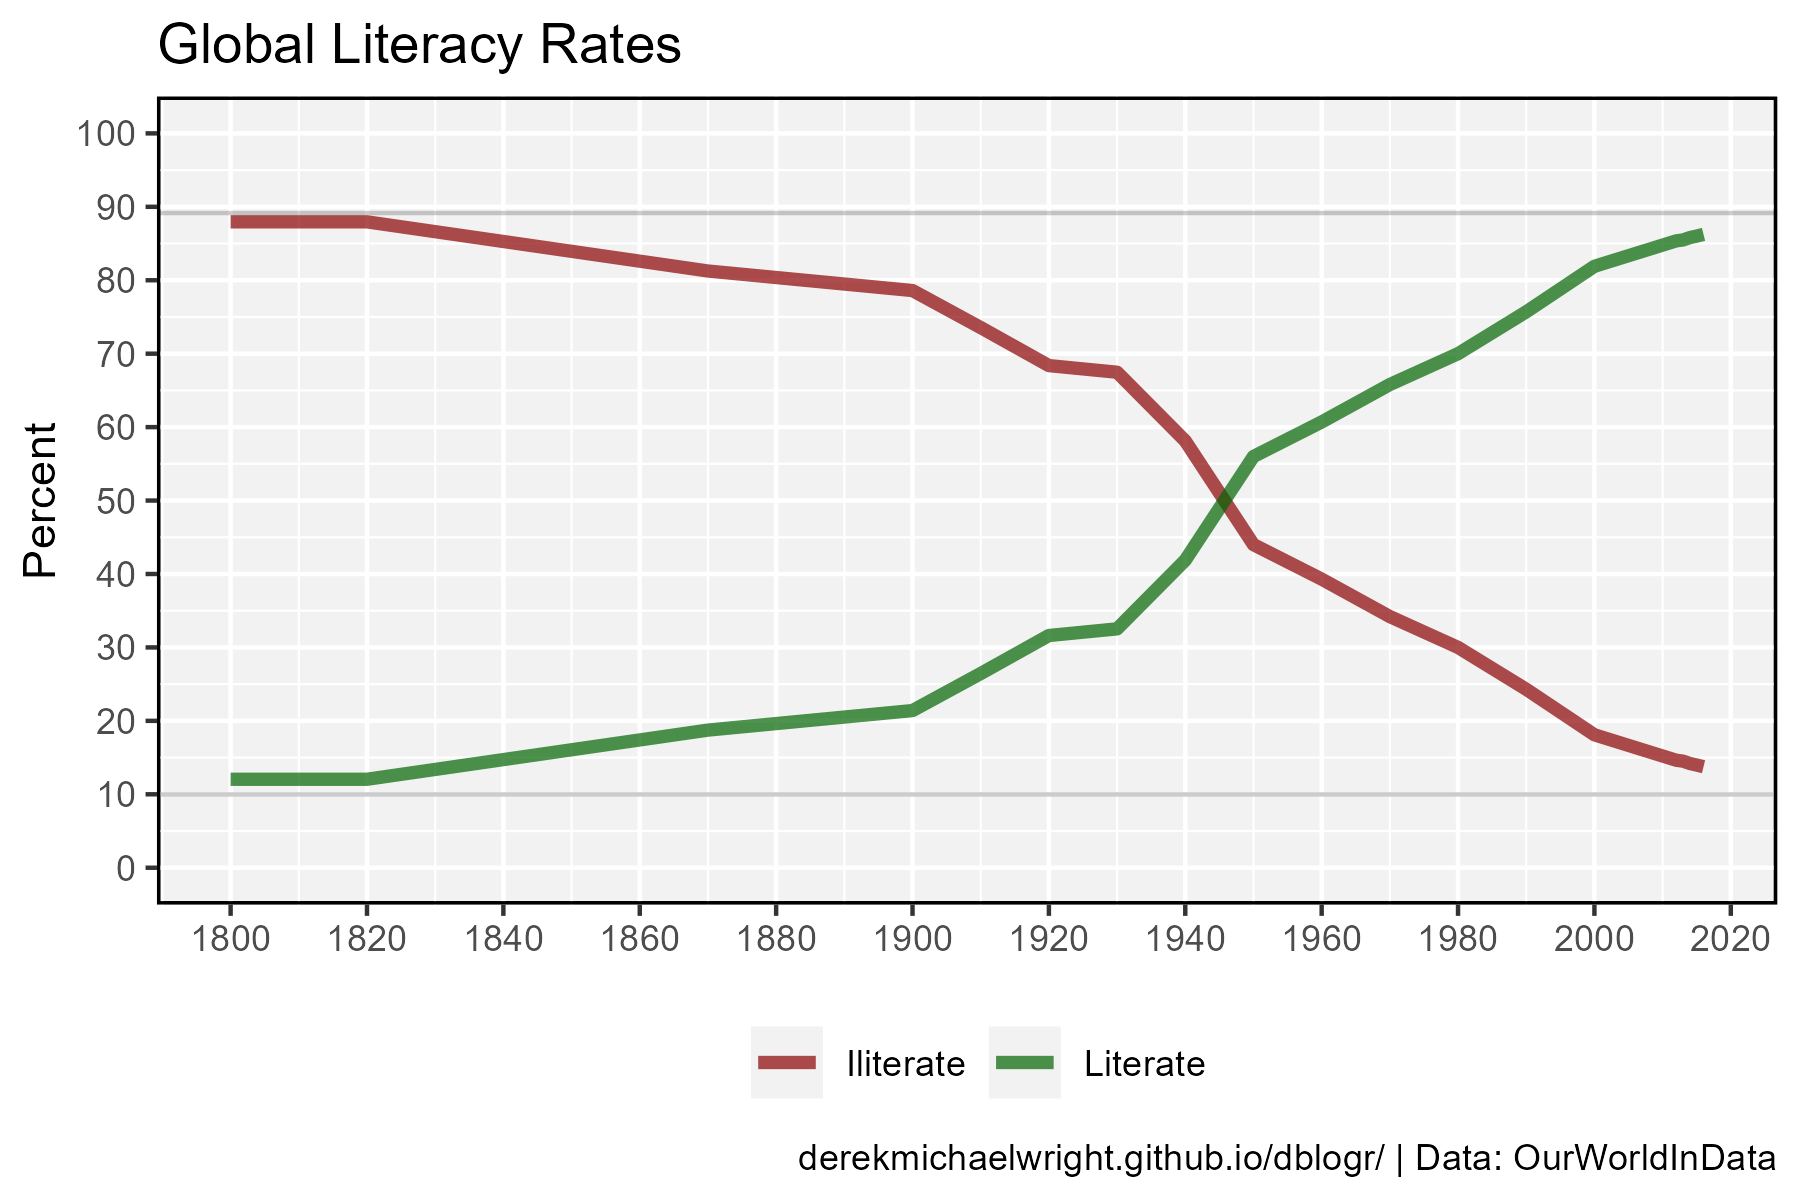 Global Literacy Rates
100
90
80
70
60
50
40
30
20
10
0
Percent
1800 1820 1840 1860 1880 1900 1920 1940 1960 1980 2000 2020
Illiterate Literate
derekmichaelwright.github.io/dblogr/ | Data: OurWorldInData